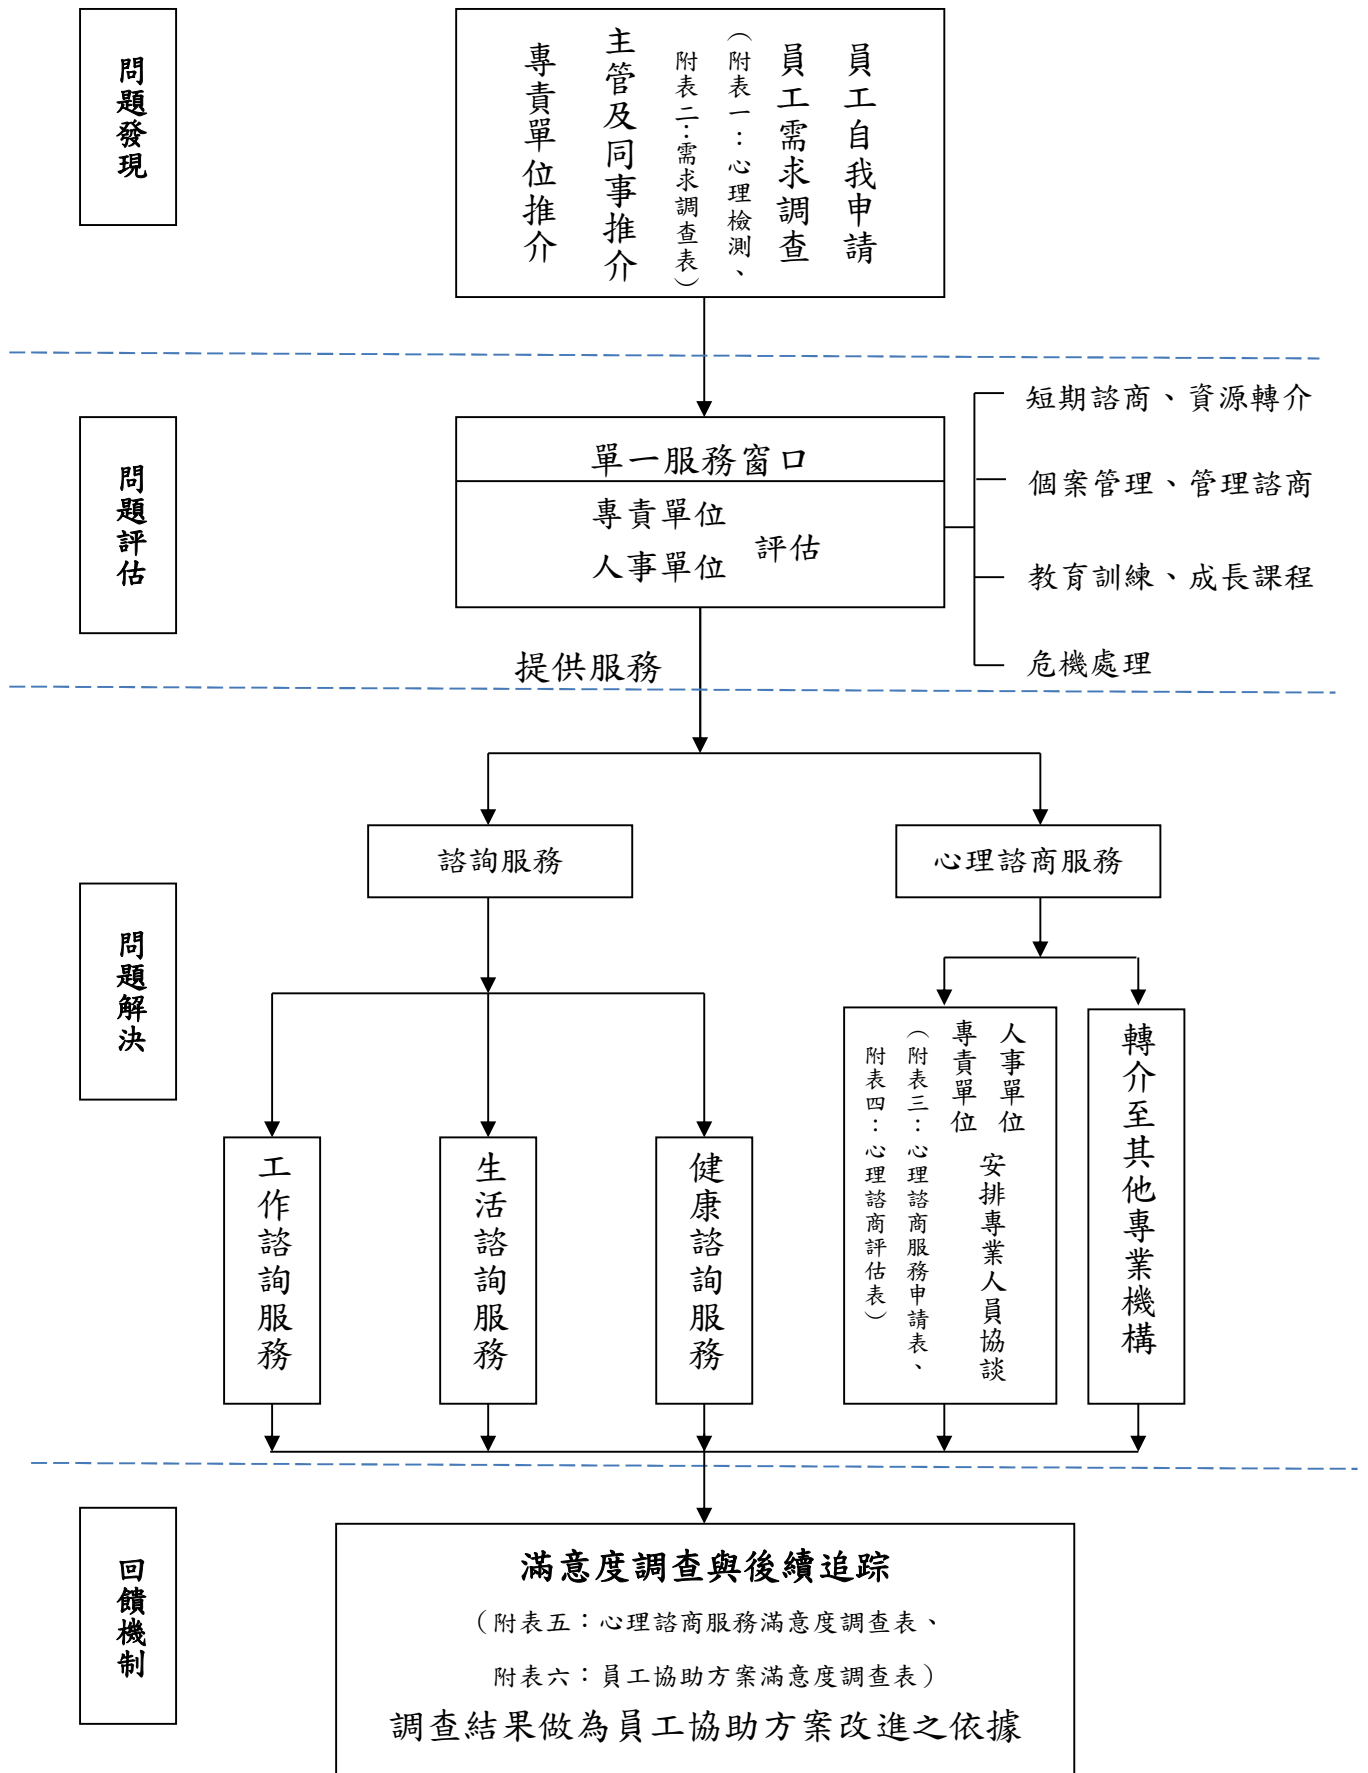 問題發現
員工自我申請
員工需求調查
（附表一：心理檢測、
附表二：需求調查表）
主管及同事推介
專責單位推介
問題評估
單一服務窗口
專責單位
人事單位
評估
短期諮商、資源轉介
個案管理、管理諮商
教育訓練、成長課程
危機處理
提供服務
問題解決
諮詢服務
心理諮商服務
工作諮詢服務
生活諮詢服務
健康諮詢服務
人事單位
專責單位
安排專業人員協談
（附表三：心理諮商服務申請表、
附表四：心理諮商評估表）
轉介至其他專業機構
回饋機制
滿意度調查與後續追踪
（附表五：心理諮商服務滿意度調查表、
附表六：員工協助方案滿意度調查表）
調查結果做為員工協助方案改進之依據